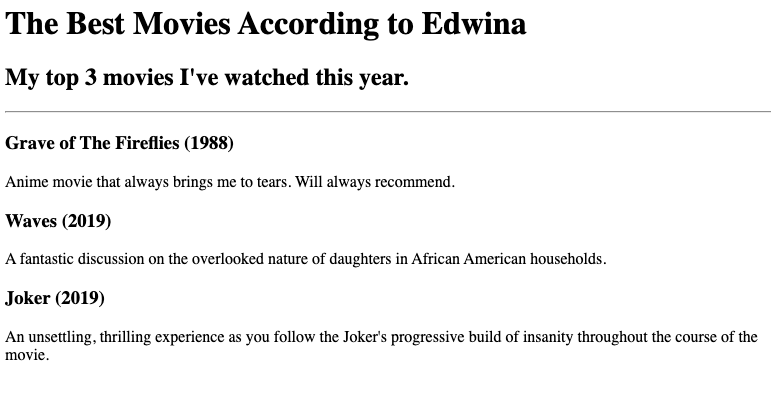 The Best Movies According to Edwina
My top 3 movies I've watched this year.
Grave of The Fireflies (1988)
Anime movie that always brings me to tears. Will always recommend.
Waves (2019)
A fantastic discussion on the overlooked nature of daughters in African American households.
Joker (2019)
An unsettling, thrilling experience as you follow the Joker's progressive build of insanity throughout the course of the
movie.